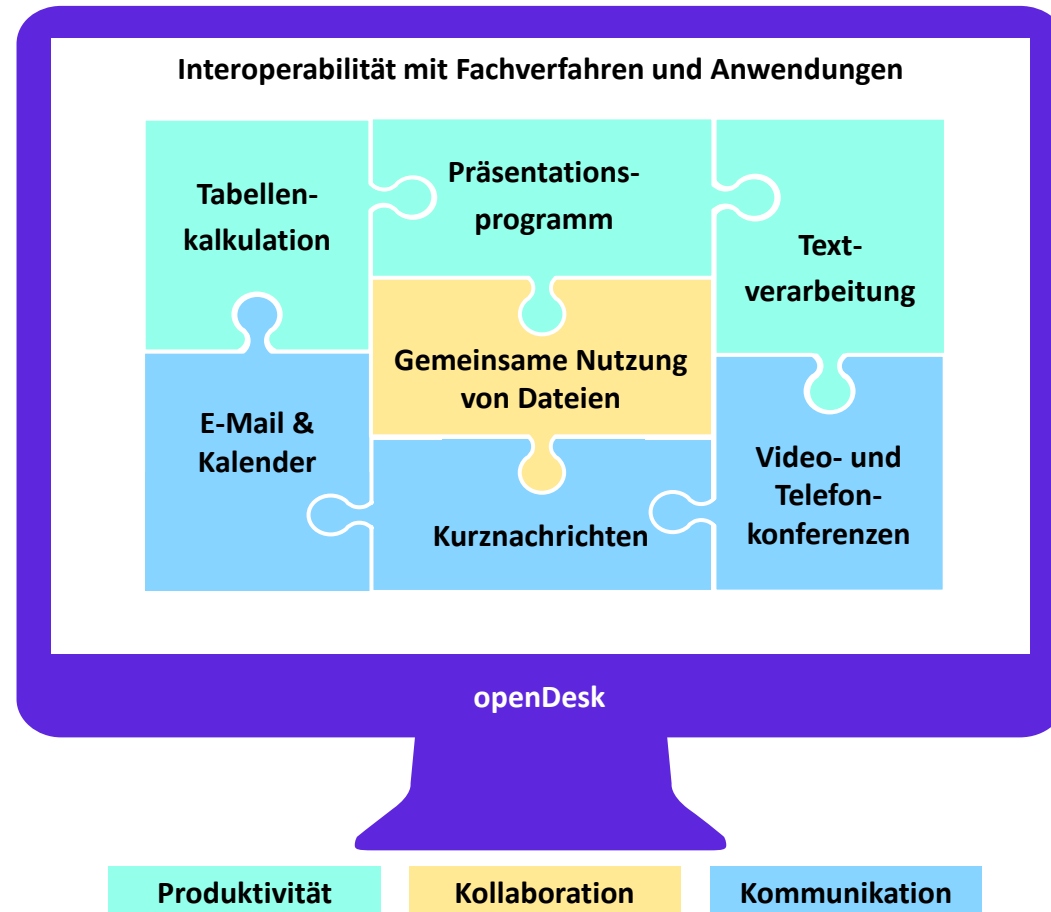 Interoperabilität mit Fachverfahren und Anwendungen
Tabellen-
kalkulation
Präsentations-
programm
Text-
verarbeitung
Gemeinsame Nutzung
von Dateien
E-Mail &
Kalender
Kurznachrichten
Video- und
Telefon-
konferenzen
openDesk
Produktivität
Kollaboration
Kommunikation